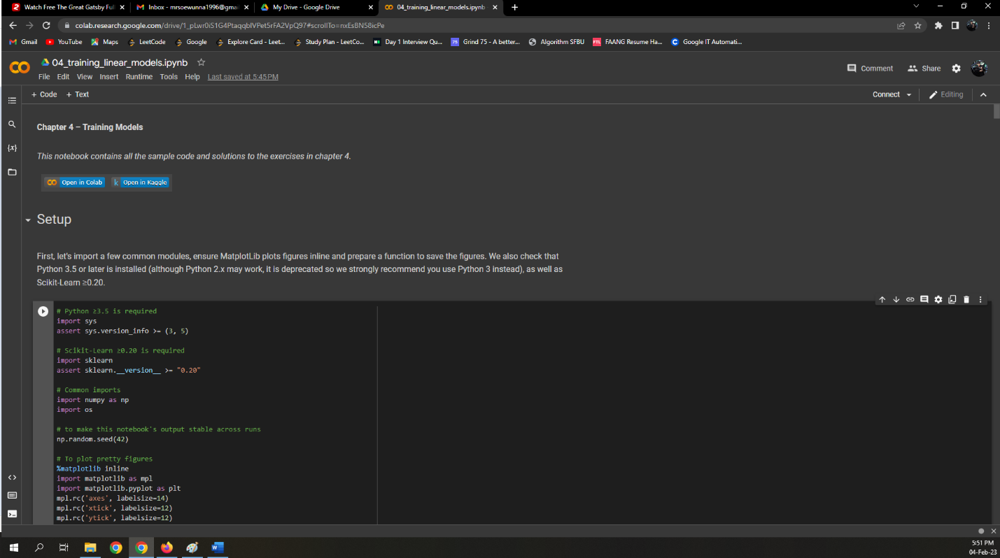 Watch Free The Great Gatsby Ful
Inbox - mrsoewunna1996@gma
My Drive - Google Drive
04_training_linear_models.ipynb
colab.research.google.com/drive/1_pLwr0iS1G4PtaqqblVPet5rFA2VpQ97#scrollTo=nxEs8N58icPe
Gmail YouTube Maps LeetCode Google Explore Card - Leet... Study Plan - LeetCo... Day 1 Interview Qu... 75 Grind 75 - A better... Algorithm SFBU FTL FAANG Resume Ha... Google IT Automati...
04_training_linear_models.ipynb
Comment Share
File Edit View Insert Runtime Tools Help Last saved at 5:45 PM
+ Code + Text Connect Editing
Chapter 4 – Training Models
This notebook contains all the sample code and solutions to the exercises in chapter 4.
Open in Colab k Open in Kaggle
Setup
First, let's import a few common modules, ensure MatplotLib plots figures inline and prepare a function to save the figures. We also check that
Python 3.5 or later is installed (although Python 2.x may work, it is deprecated so we strongly recommend you use Python 3 instead), as well as
Scikit-Learn ≥0.20.
# Python ≥3.5 is required
import sys
assert sys.version_info >= (3, 5)
# Scikit-Learn ≥0.20 is required
import sklearn
assert sklearn.__version__ >= "0.20"
# Common imports
import numpy as np
import os
# to make this notebook's output stable across runs
np.random.seed(42)
# To plot pretty figures
%matplotlib inline
import matplotlib as mpl
import matplotlib.pyplot as plt
mpl.rc('axes', labelsize=14)
mpl.rc('xtick', labelsize=12)
mpl.rc('ytick', labelsize=12)
5:51 PM
04-Feb-23